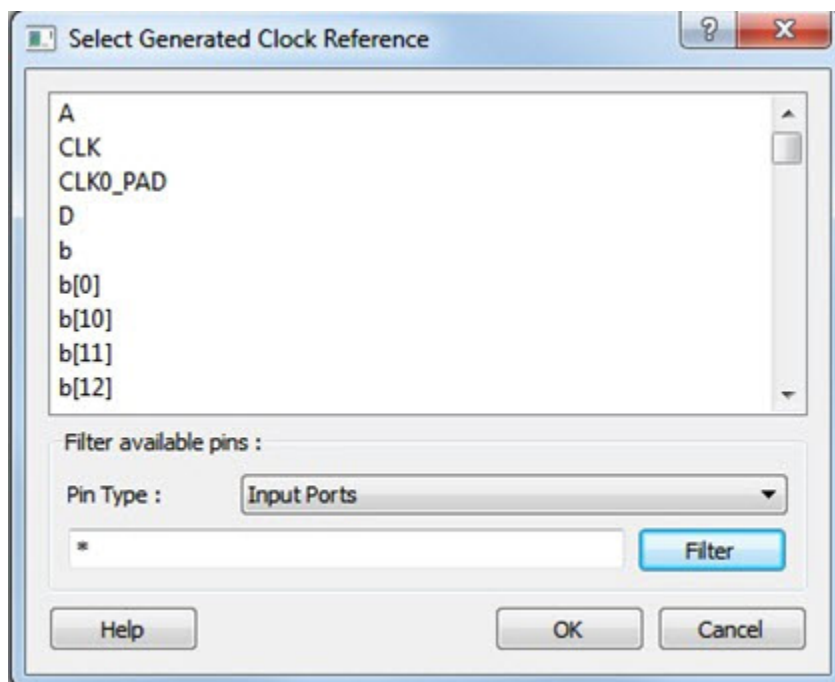 Select Generated Clock Reference
A
CLK
CLK0_PAD
D
b
b[0]
b[10]
b[11]
b[12]
Filter available pins :
Pin Type : Input Ports
* Filter
Help OK Cancel